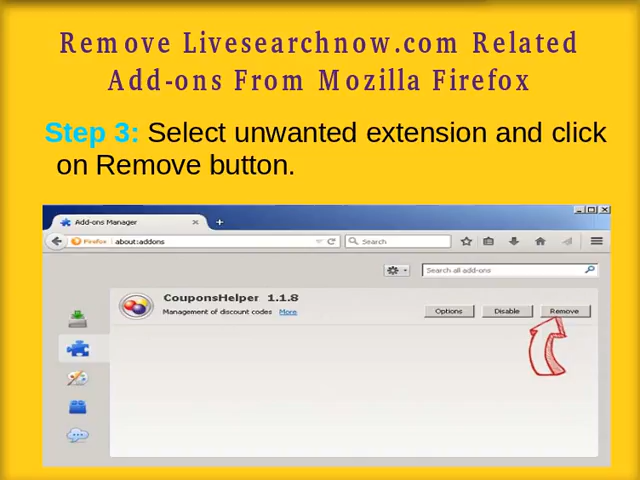 Remove Livesearchnow.com Related
Add-ons From Mozilla Firefox
Step 3: Select unwanted extension and click
on Remove button.
Add-ons Manager
Firefox about:addons Search
Search all add-ons
CouponsHelper 1.1.8
Management of discount codes More
Options Disable Remove